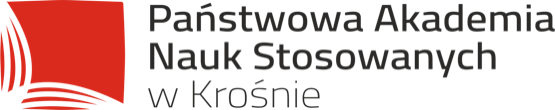 Państwowa Akademia
Nauk Stosowanych
w Krośnie